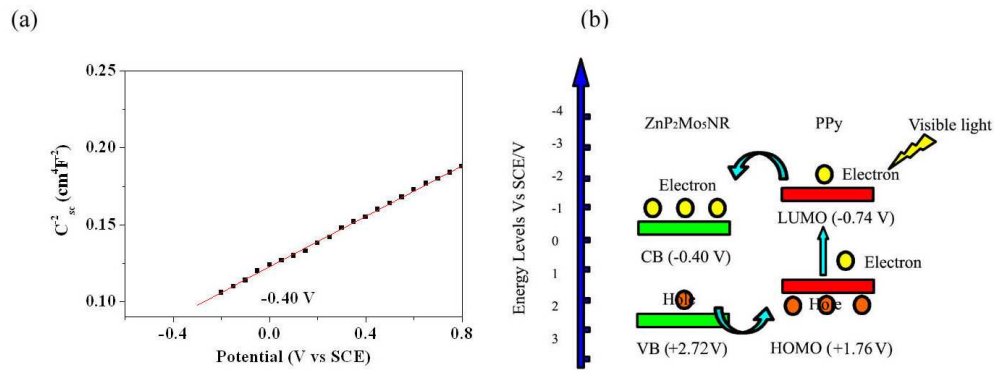 (a)
0.25
0.20
0.15
0.10
C⁻²sc (cm⁴F⁻²)
-0.40 V
-0.4
0.0
0.4
0.8
Potential (V vs SCE)
(b)
Energy Levels Vs SCE/V
-4
-3
-2
-1
0
1
2
3
ZnP₂Mo₅NR
PPy
Visible light
Electron
Electron
LUMO (-0.74 V)
CB (-0.40 V)
Electron
Hole
Hole
VB (+2.72 V)
HOMO (+1.76 V)